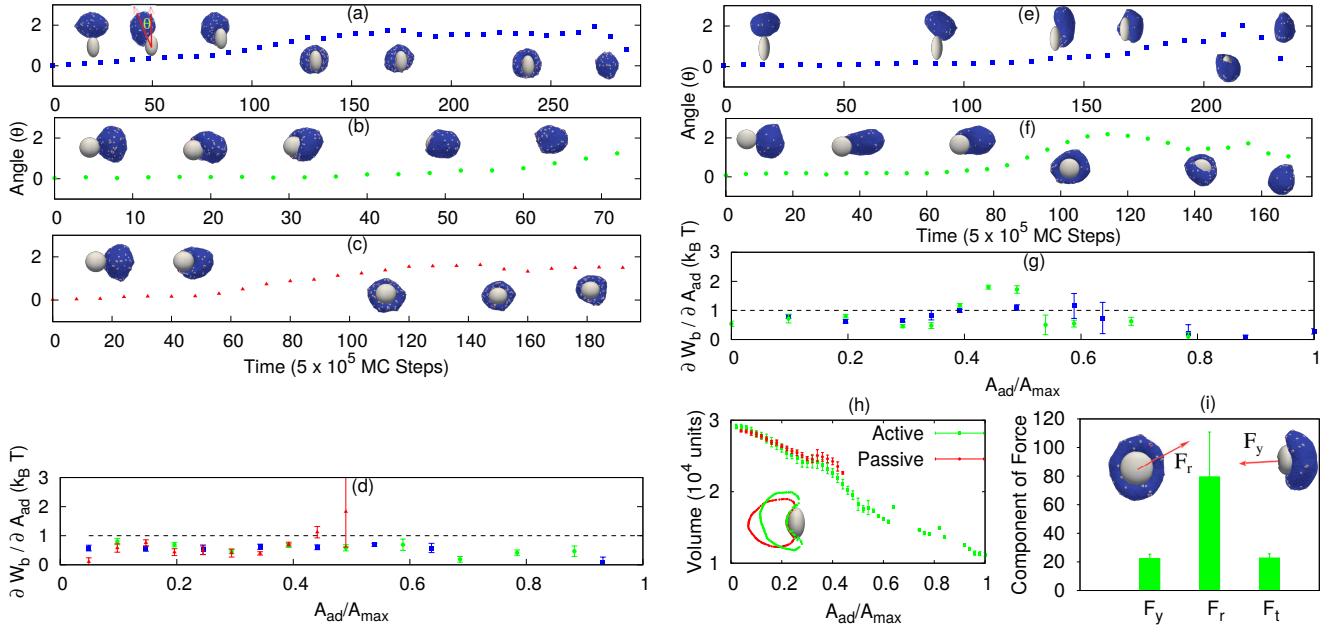 (a)
θ
2
0
0 50 100 150 200 250
Angle (θ)
(b)
2
0
0 10 20 30 40 50 60 70
(c)
2
0
0 20 40 60 80 100 120 140 160 180
Time (5 x 10^5 MC Steps)
(d)
∂ W_b / ∂ A_ad (k_B T)
3
2
1
0
0 0.2 0.4 0.6 0.8 1
A_ad/A_max
(e)
2
0
0 50 100 150 200
Angle (θ)
(f)
2
0
0 20 40 60 80 100 120 140 160
Time (5 x 10^5 MC Steps)
(g)
∂ W_b / ∂ A_ad (k_B T)
3
2
1
0
0 0.2 0.4 0.6 0.8 1
A_ad/A_max
(h)
Volume (10^4 units)
3
2
1
Active
Passive
0 0.2 0.4 0.6 0.8 1
A_ad/A_max
(i)
Component of Force
120
100
80
60
40
20
0
F_r
F_y
F_y F_r F_t